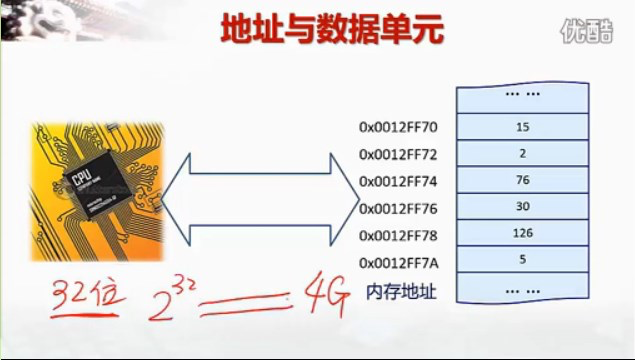 地址与数据单元
优酷
... ...
0x0012FF70 15
0x0012FF72 2
0x0012FF74 76
0x0012FF76 30
0x0012FF78 126
0x0012FF7A 5
内存地址 ... ...
CPU
32位 2³² 4G